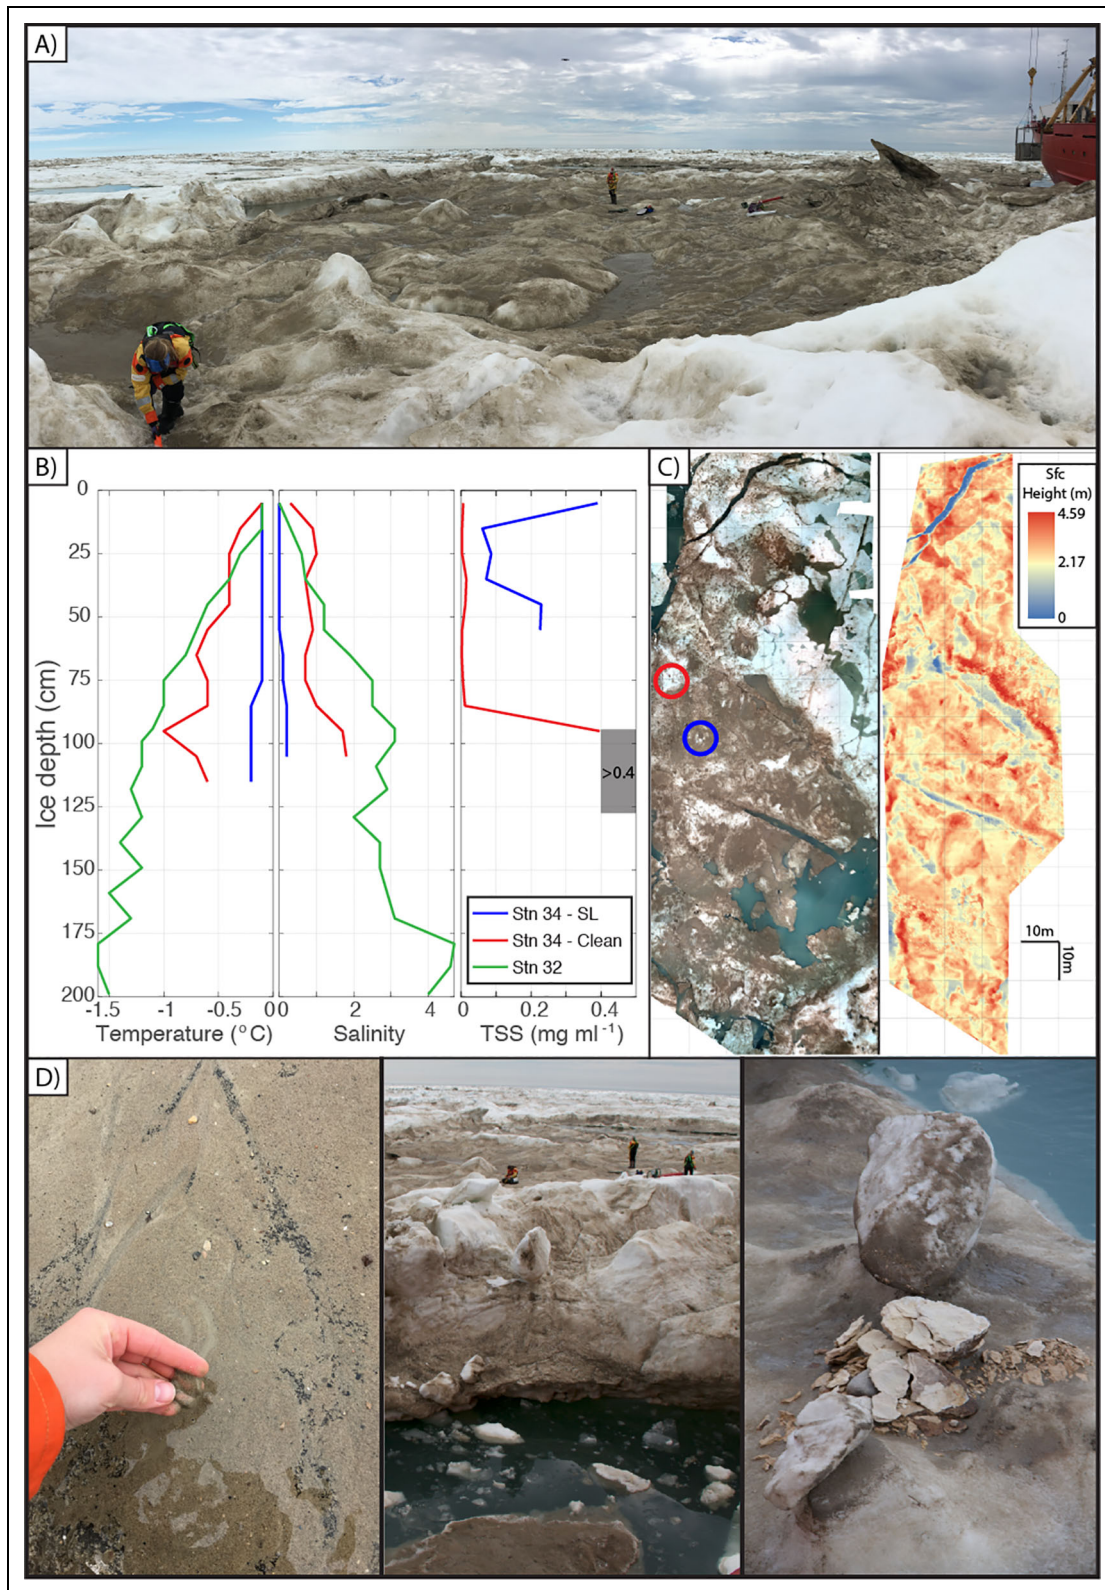 A)
B)
0
25
50
75
100
125
150
175
200
Ice depth (cm)
-1.5
-1.0
-0.5
0
Temperature (°C)
0
2
4
Salinity
0
0.2
0.4
TSS (mg ml-1)
>0.4
Stn 34 - SL
Stn 34 - Clean
Stn 32
C)
Sfc
Height (m)
4.59
2.17
0
10m
10m
D)